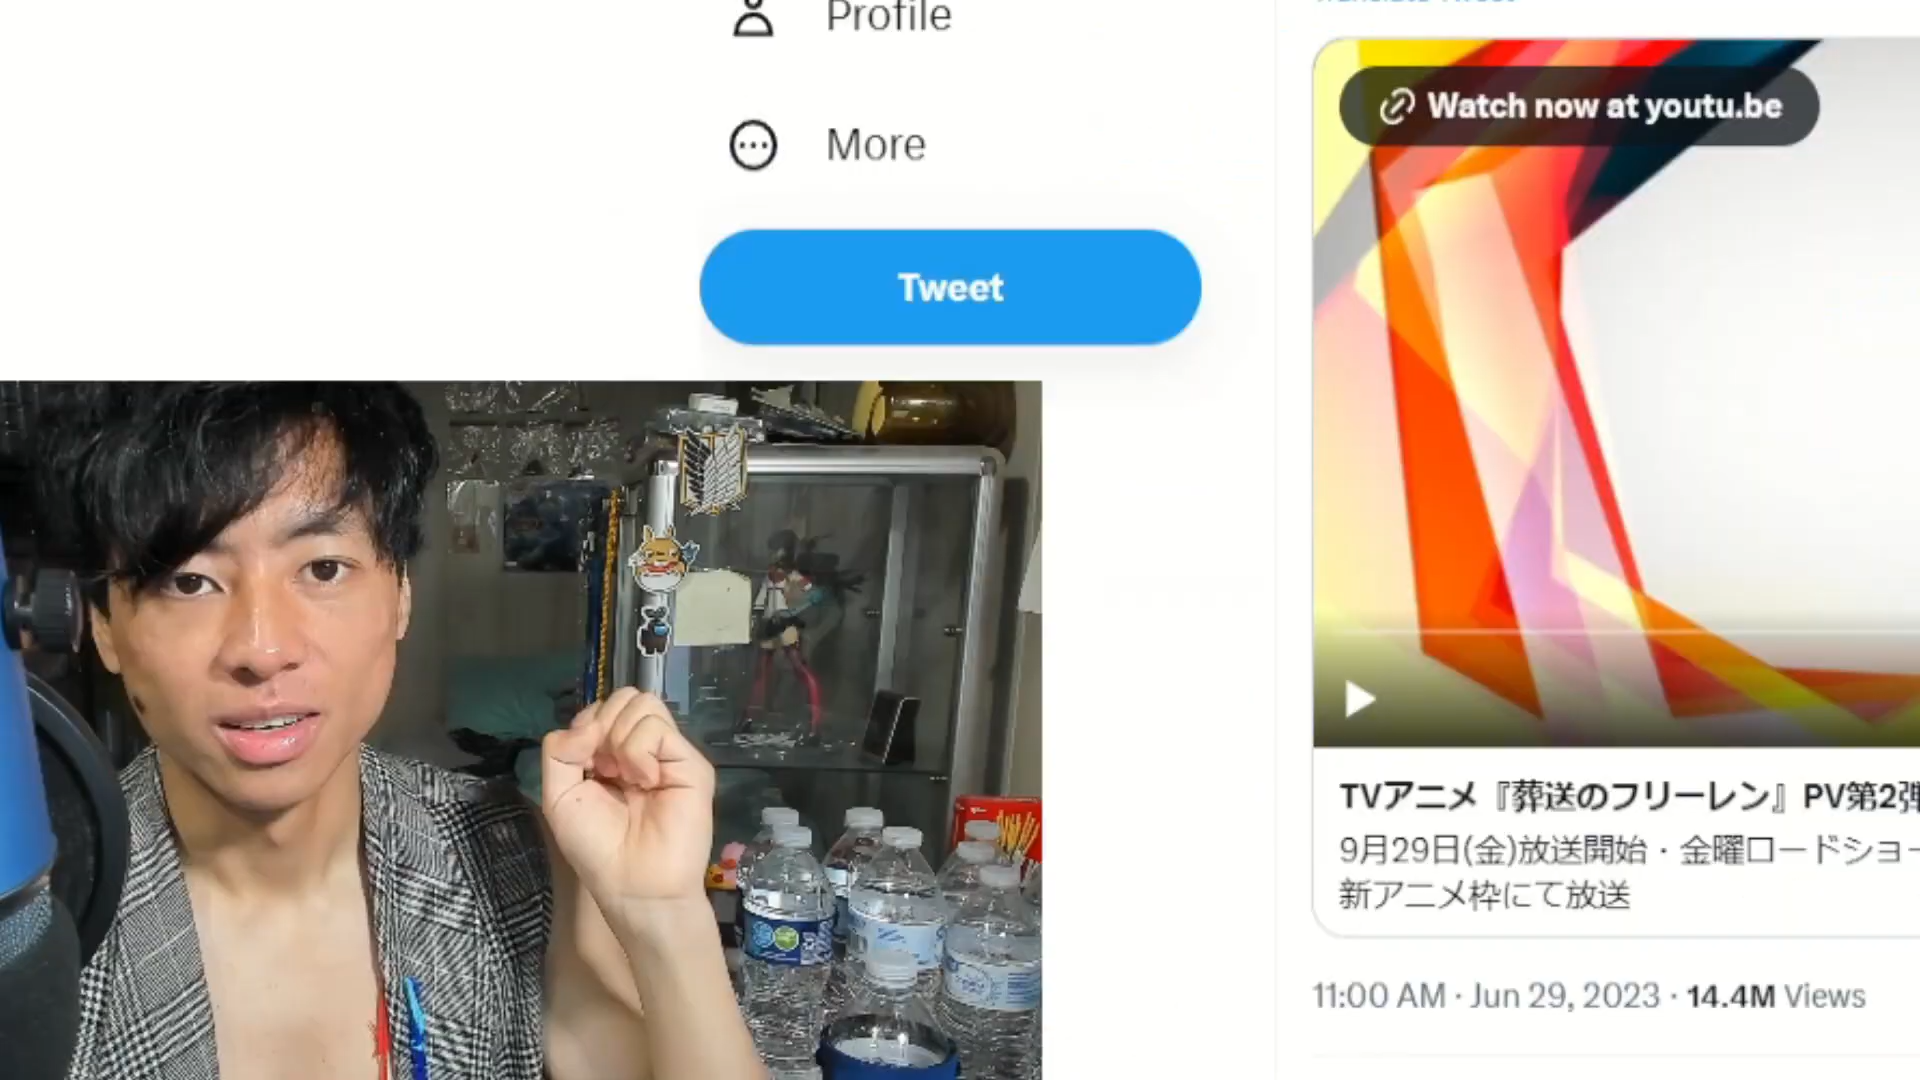 Profile
More
Tweet
Watch now at youtu.be
TVアニメ『葬送のフリーレン』PV第2弾
9月29日(金)放送開始・金曜ロードショー
新アニメ枠にて放送
11:00 AM · Jun 29, 2023 · 14.4M Views